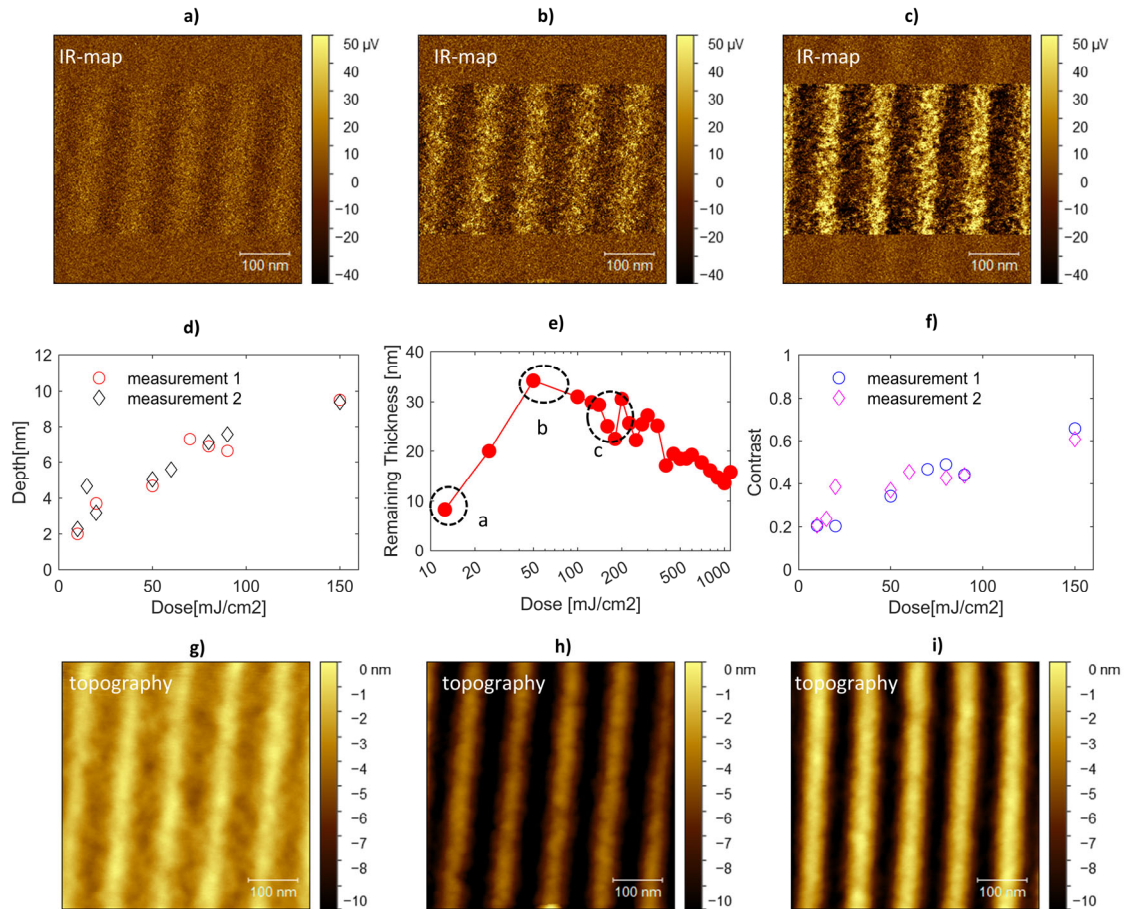 a)
b)
c)
IR-map
50 µV
40
30
20
10
0
−10
−20
−40
100 nm
IR-map
50 µV
40
30
20
10
0
−10
−20
−40
100 nm
IR-map
50 µV
40
30
20
10
0
−10
−20
−40
100 nm
d)
e)
f)
12
10
8
6
4
2
0
Depth[nm]
measurement 1
measurement 2
0
50
100
150
Dose[mJ/cm2]
40
30
20
10
0
Remaining Thickness [nm]
a
b
c
10
20
50
100
200
500
1000
Dose [mJ/cm2]
1
0.8
0.6
0.4
0.2
0
Contrast
measurement 1
measurement 2
0
50
100
150
Dose[mJ/cm2]
g)
h)
i)
topography
0 nm
−1
−2
−3
−4
−5
−6
−7
−8
−10
100 nm
topography
0 nm
−1
−2
−3
−4
−5
−6
−7
−8
−10
100 nm
topography
0 nm
−1
−2
−3
−4
−5
−6
−7
−8
−10
100 nm